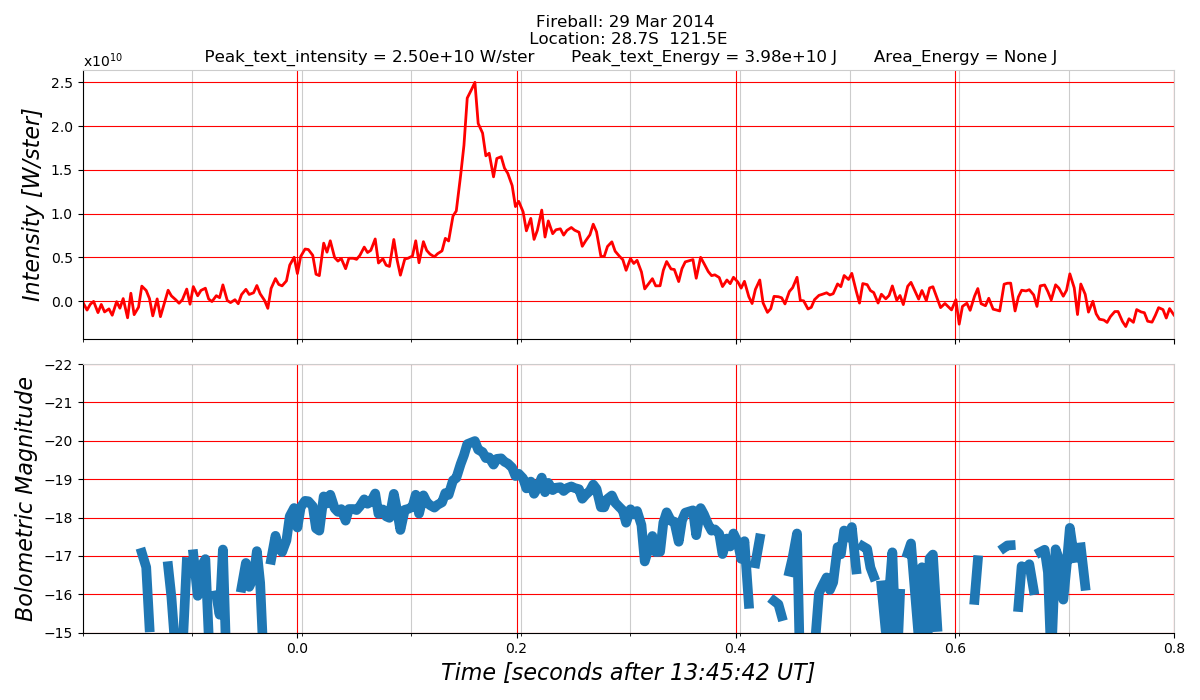 Fireball: 29 Mar 2014
Location: 28.7S  121.5E
Peak_text_intensity = 2.50e+10 W/ster  Peak_text_Energy = 3.98e+10 J  Area_Energy = None J
x10¹⁰
2.5
2.0
1.5
1.0
0.5
0.0
Intensity [W/ster]
−22
−21
−20
−19
−18
−17
−16
−15
Bolometric Magnitude
0.0 0.2 0.4 0.6 0.8
Time [seconds after 13:45:42 UT]